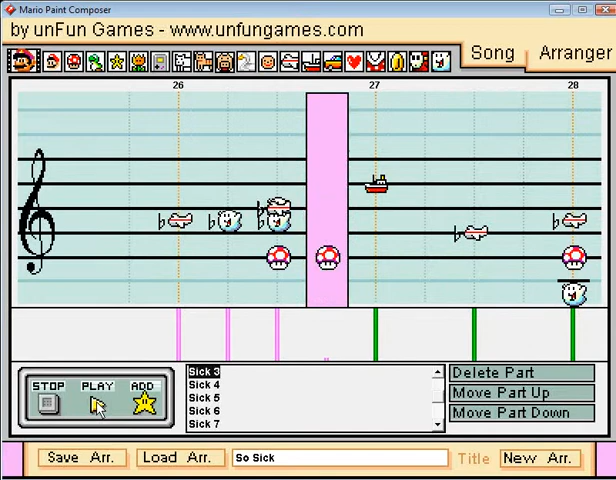 Mario Paint Composer
by unFun Games - www.unfungames.com
Song
Arranger
26
27
28
STOP
PLAY
ADD
Sick 3
Sick 4
Sick 5
Sick 6
Sick 7
Delete Part
Move Part Up
Move Part Down
Save Arr.
Load Arr.
So Sick
Title
New Arr.